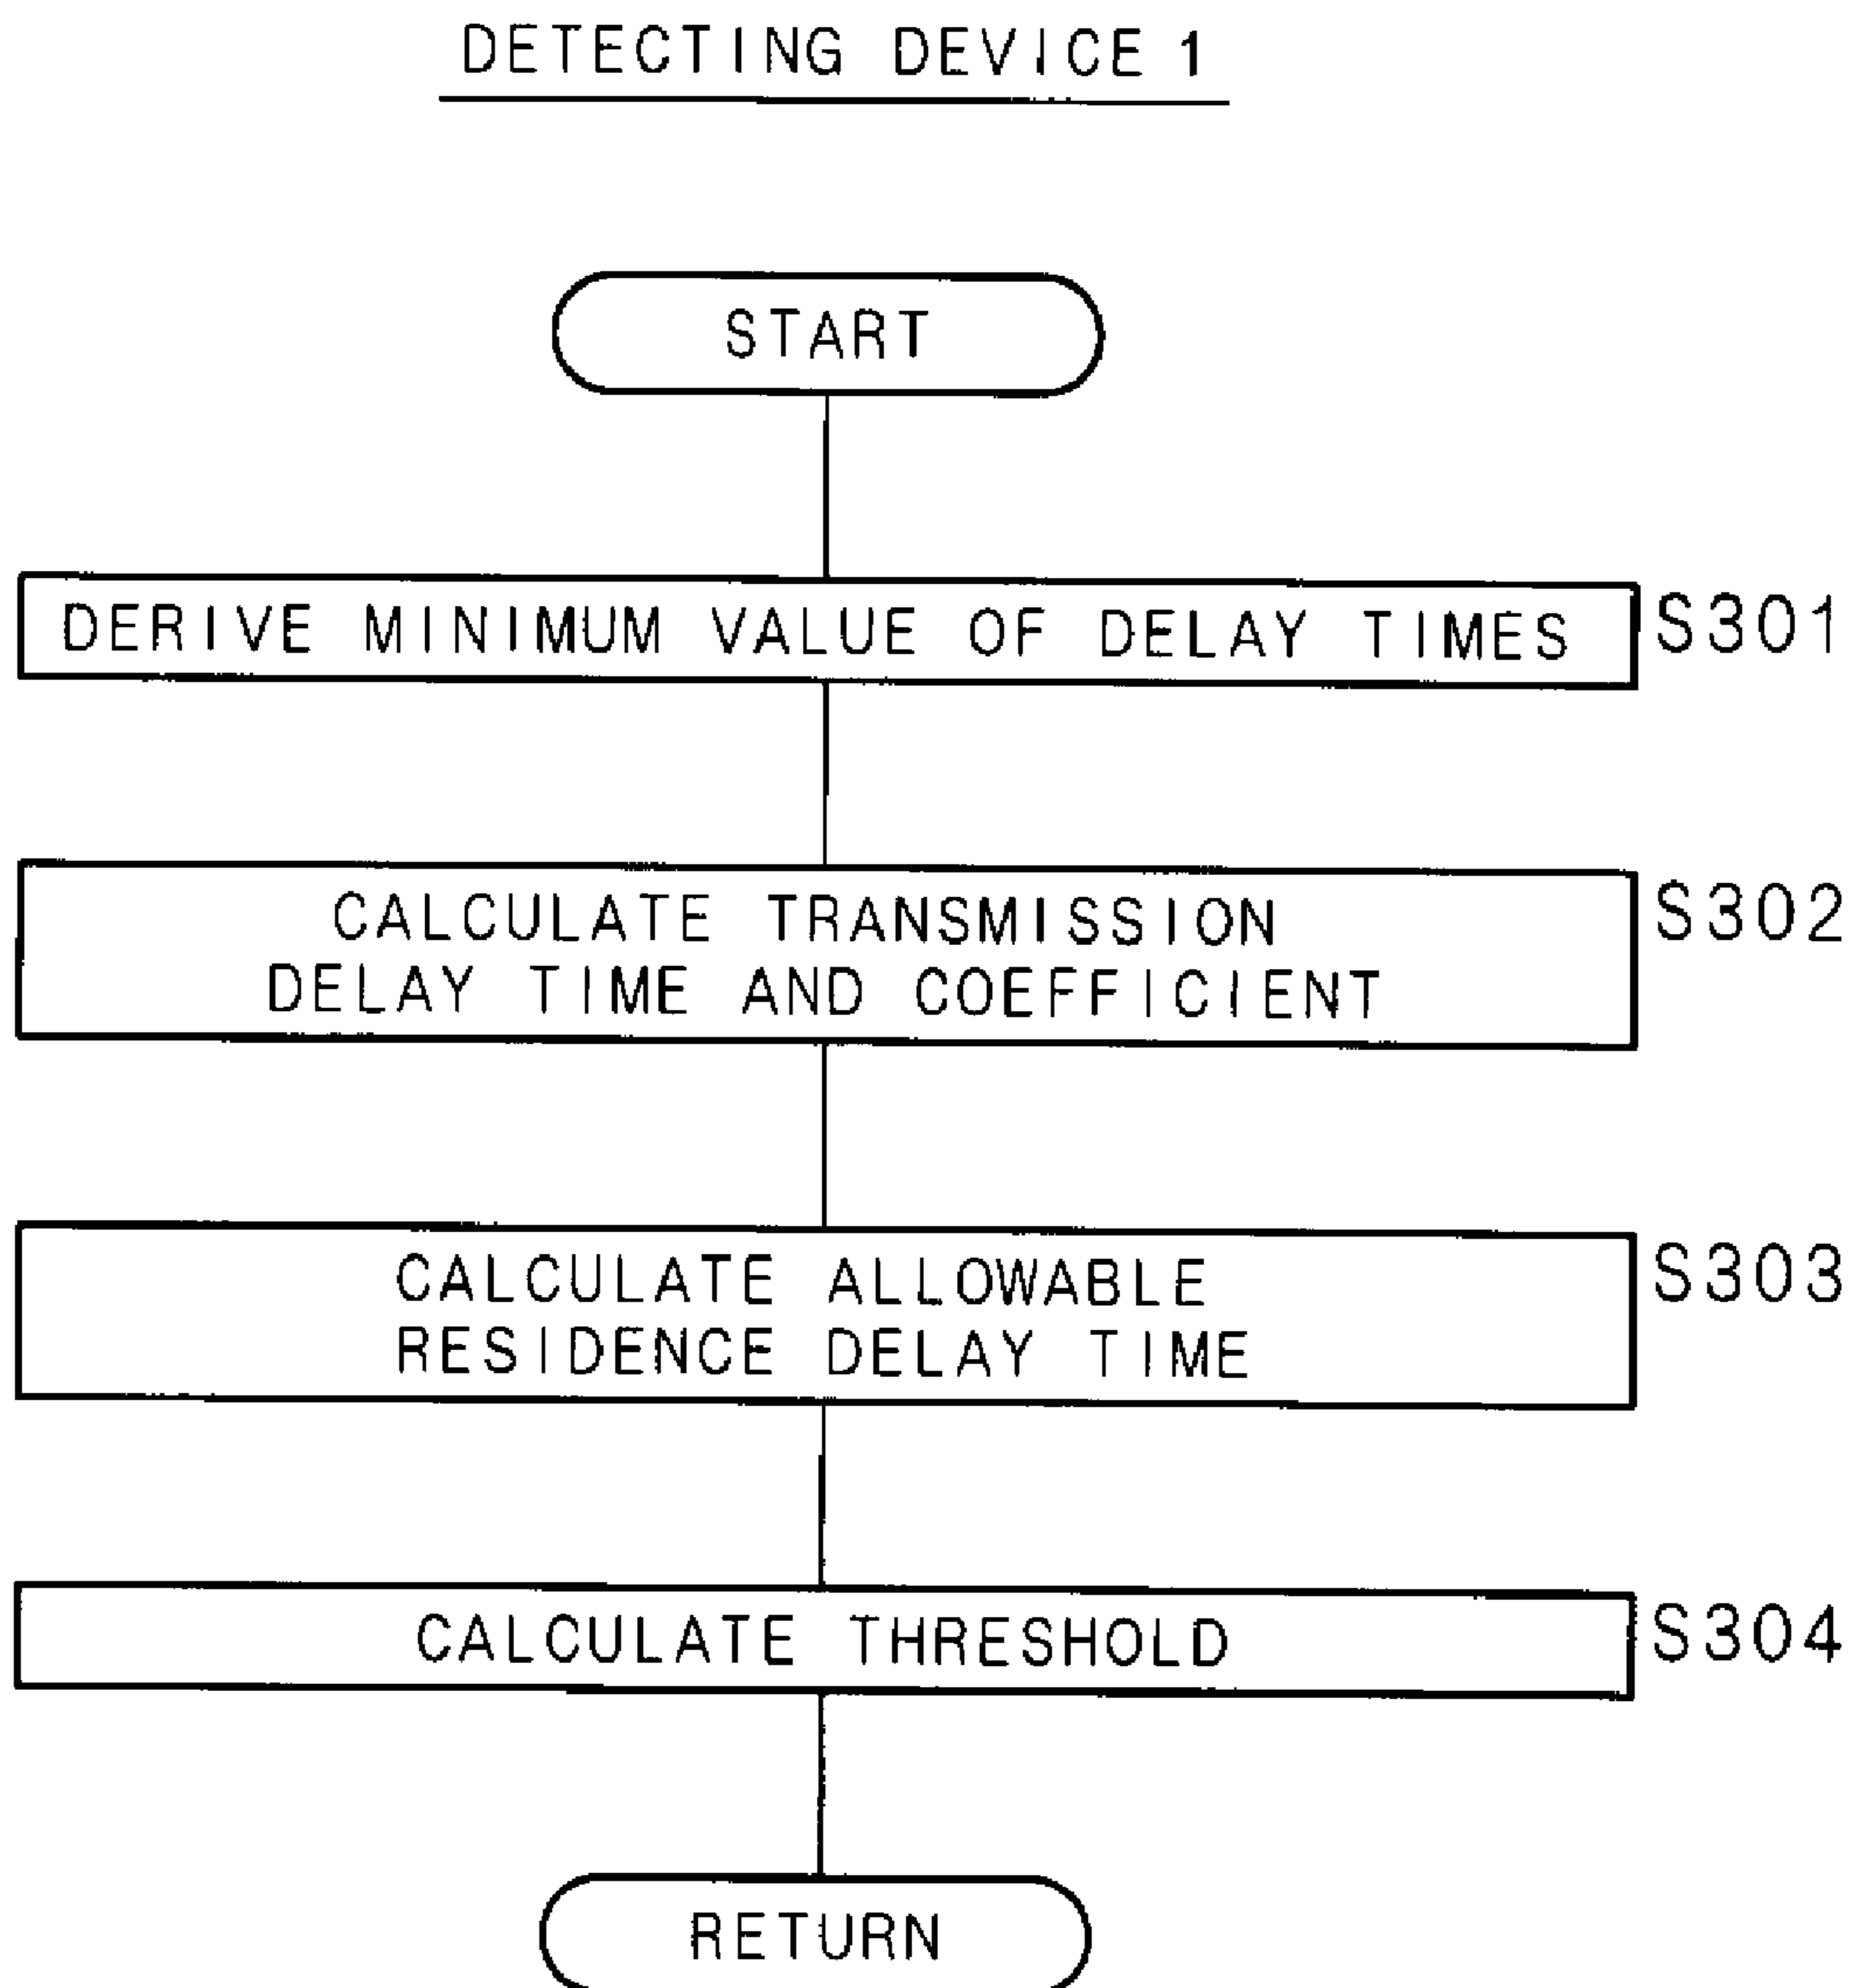 DETECTING DEVICE 1
START
DERIVE MINIMUM VALUE OF DELAY TIMES
S301
CALCULATE TRANSMISSION
DELAY TIME AND COEFFICIENT
S302
CALCULATE ALLOWABLE
RESIDENCE DELAY TIME
S303
CALCULATE THRESHOLD
S304
RETURN